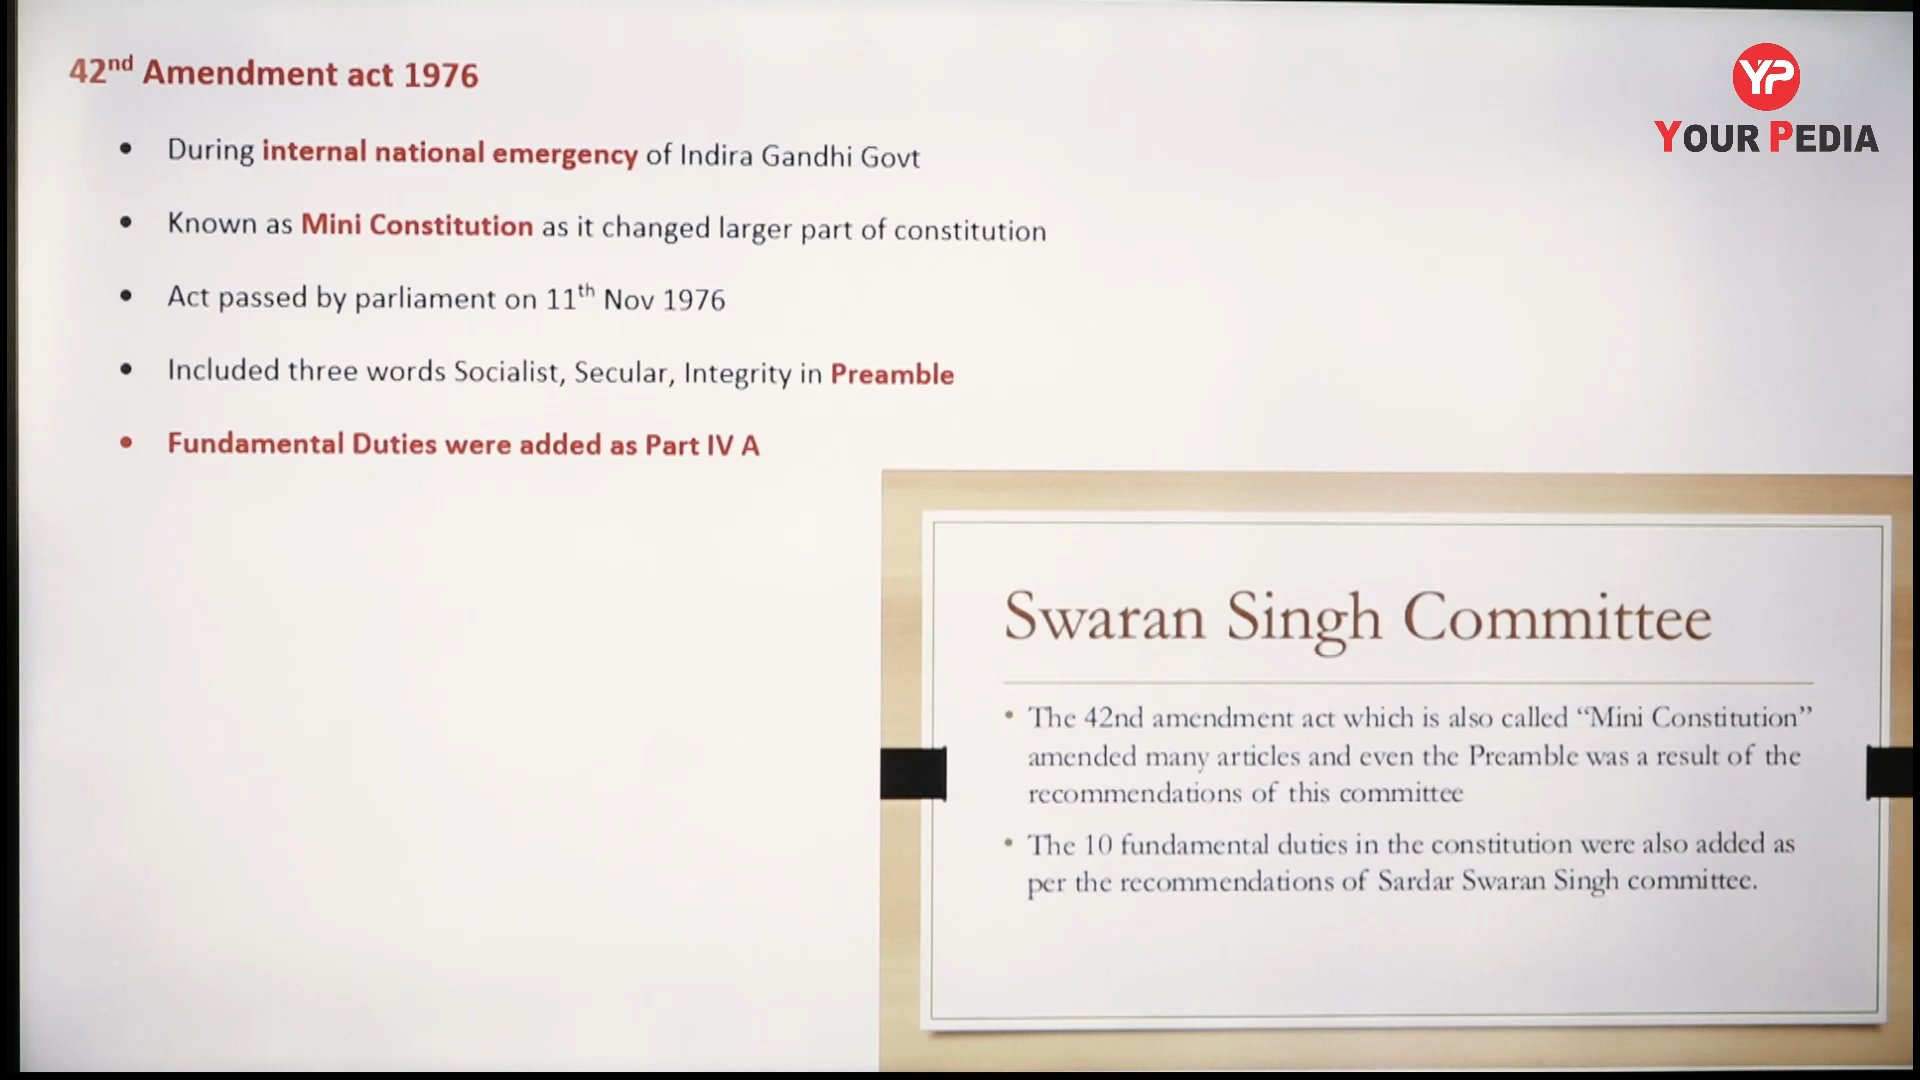 42nd Amendment act 1976
YP
YOUR PEDIA
• During internal national emergency of Indira Gandhi Govt
• Known as Mini Constitution as it changed larger part of constitution
• Act passed by parliament on 11th Nov 1976
• Included three words Socialist, Secular, Integrity in Preamble
• Fundamental Duties were added as Part IV A
Swaran Singh Committee
• The 42nd amendment act which is also called “Mini Constitution”
amended many articles and even the Preamble was a result of the
recommendations of this committee
• The 10 fundamental duties in the constitution were also added as
per the recommendations of Sardar Swaran Singh committee.